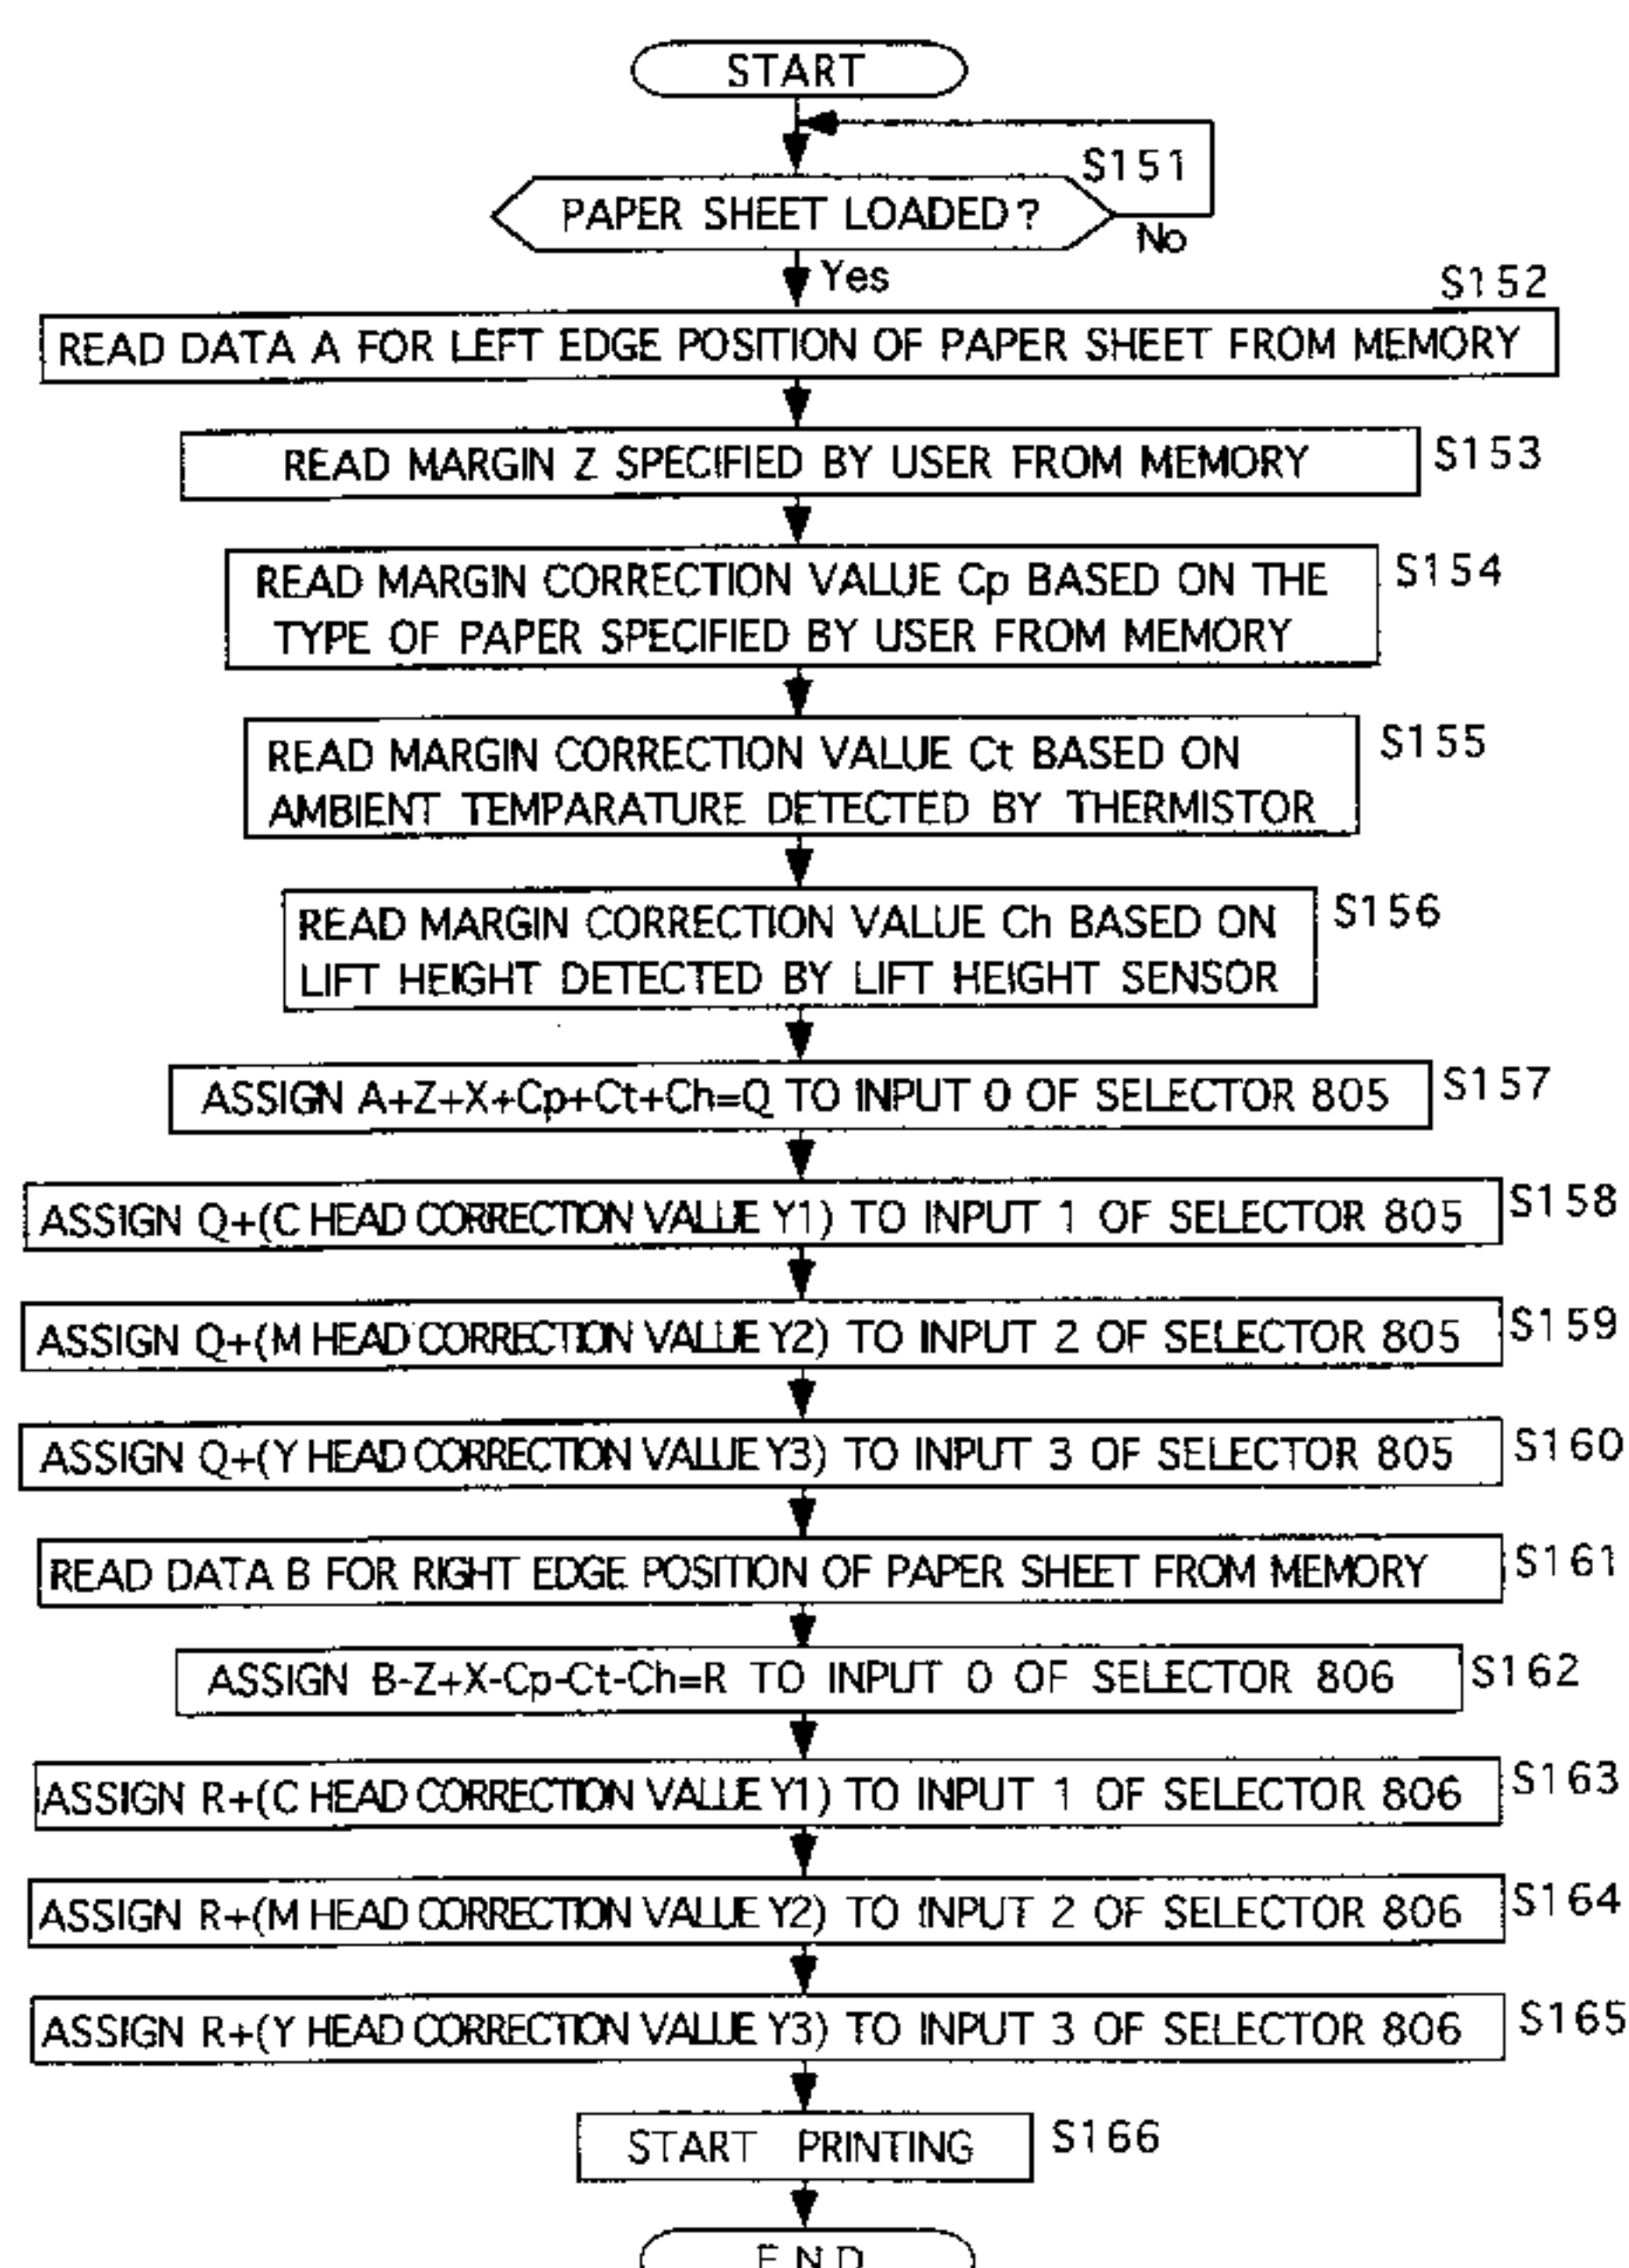 START
S151
PAPER SHEET LOADED?
No
Yes
S152
READ DATA A FOR LEFT EDGE POSITION OF PAPER SHEET FROM MEMORY
READ MARGIN Z SPECIFIED BY USER FROM MEMORY
S153
READ MARGIN CORRECTION VALUE Cp BASED ON THE
TYPE OF PAPER SPECIFIED BY USER FROM MEMORY
S154
READ MARGIN CORRECTION VALUE Ct BASED ON
AMBIENT TEMPARATURE DETECTED BY THERMISTOR
S155
READ MARGIN CORRECTION VALUE Ch BASED ON
LIFT HEIGHT DETECTED BY LIFT HEIGHT SENSOR
S156
ASSIGN A+Z+X+Cp+Ct+Ch=Q TO INPUT 0 OF SELECTOR 805
S157
ASSIGN Q+(C HEAD CORRECTION VALUE Y1) TO INPUT 1 OF SELECTOR 805
S158
ASSIGN Q+(M HEAD CORRECTION VALUE Y2) TO INPUT 2 OF SELECTOR 805
S159
ASSIGN Q+(Y HEAD CORRECTION VALUE Y3) TO INPUT 3 OF SELECTOR 805
S160
READ DATA B FOR RIGHT EDGE POSITION OF PAPER SHEET FROM MEMORY
S161
ASSIGN B-Z+X-Cp-Ct-Ch=R TO INPUT 0 OF SELECTOR 806
S162
ASSIGN R+(C HEAD CORRECTION VALUE Y1) TO INPUT 1 OF SELECTOR 806
S163
ASSIGN R+(M HEAD CORRECTION VALUE Y2) TO INPUT 2 OF SELECTOR 806
S164
ASSIGN R+(Y HEAD CORRECTION VALUE Y3) TO INPUT 3 OF SELECTOR 806
S165
START PRINTING
S166
END